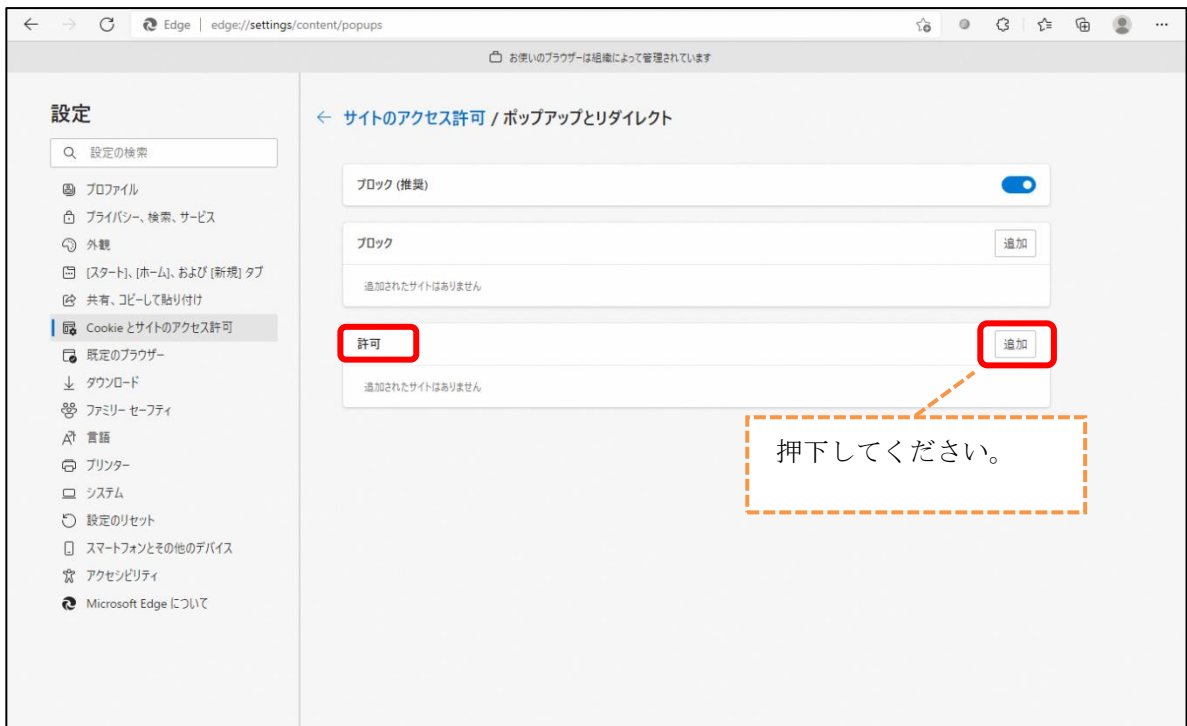 Edge | edge://settings/content/popups
お使いのブラウザーは組織によって管理されています
設定
設定の検索
プロファイル
プライバシー、検索、サービス
外観
[スタート]、[ホーム]、および [新規] タブ
共有、コピーして貼り付け
Cookie とサイトのアクセス許可
既定のブラウザー
ダウンロード
ファミリー セーフティ
言語
プリンター
システム
設定のリセット
スマートフォンとその他のデバイス
アクセシビリティ
Microsoft Edge について
サイトのアクセス許可 / ポップアップとリダイレクト
ブロック (推奨)
ブロック
追加
追加されたサイトはありません
許可
追加
追加されたサイトはありません
押下してください。